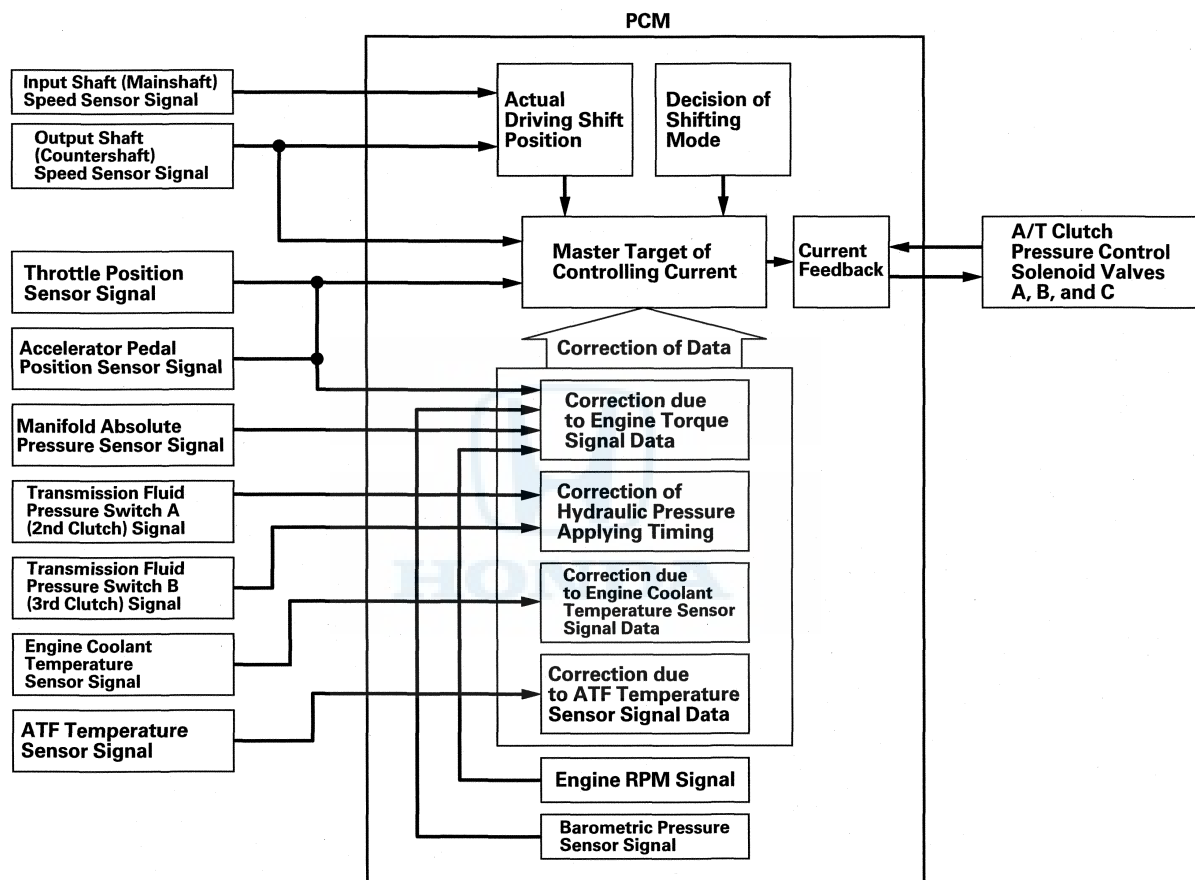 PCM
Input Shaft (Mainshaft)
Speed Sensor Signal
Output Shaft
(Countershaft)
Speed Sensor Signal
Throttle Position
Sensor Signal
Accelerator Pedal
Position Sensor Signal
Manifold Absolute
Pressure Sensor Signal
Transmission Fluid
Pressure Switch A
(2nd Clutch) Signal
Transmission Fluid
Pressure Switch B
(3rd Clutch) Signal
Engine Coolant
Temperature
Sensor Signal
ATF Temperature
Sensor Signal
Actual
Driving Shift
Position
Decision of
Shifting
Mode
Master Target of
Controlling Current
Current
Feedback
A/T Clutch
Pressure Control
Solenoid Valves
A, B, and C
Correction of Data
Correction due
to Engine Torque
Signal Data
Correction of
Hydraulic Pressure
Applying Timing
Correction due
to Engine Coolant
Temperature Sensor
Signal Data
Correction due
to ATF Temperature
Sensor Signal Data
Engine RPM Signal
Barometric Pressure
Sensor Signal
HONDA